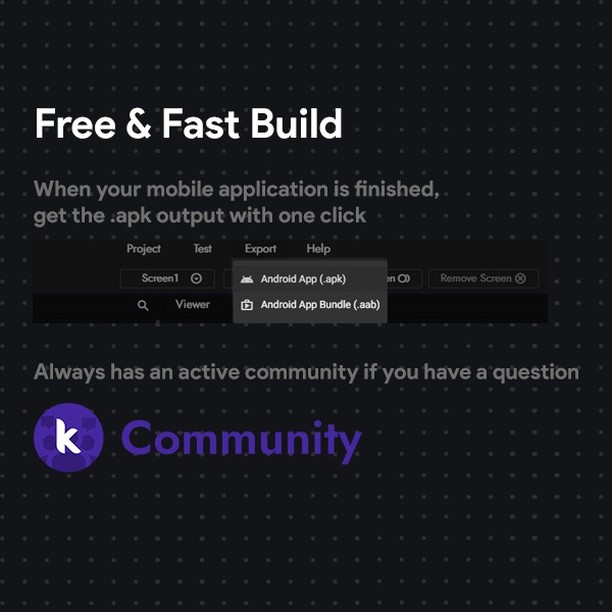 Free & Fast Build
When your mobile application is finished,
get the .apk output with one click
Project Test Export Help
Screen1 Android App (.apk) Remove Screen
Viewer Android App Bundle (.aab)
Always has an active community if you have a question
k Community